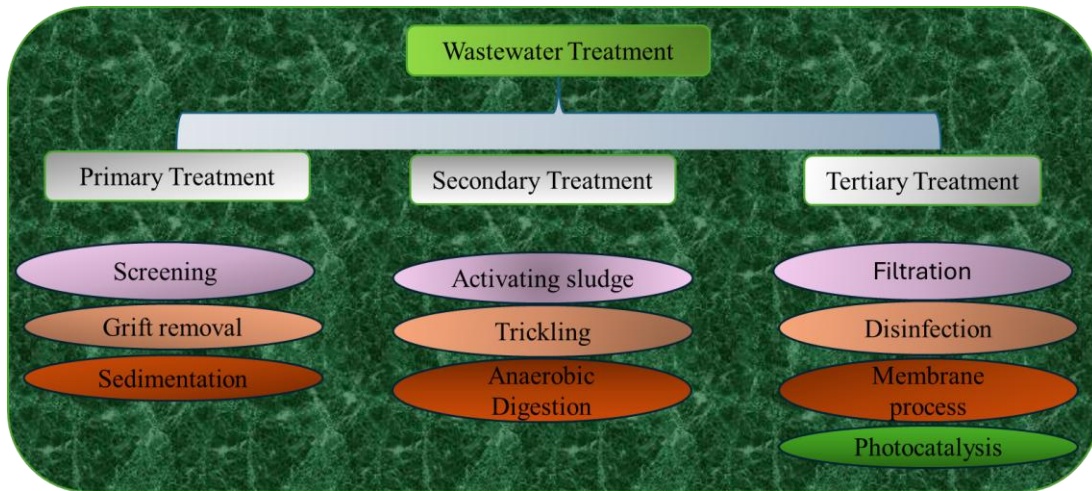 Wastewater Treatment
Primary Treatment
Secondary Treatment
Tertiary Treatment
Screening
Grift removal
Sedimentation
Activating sludge
Trickling
Anaerobic
Digestion
Filtration
Disinfection
Membrane
process
Photocatalysis